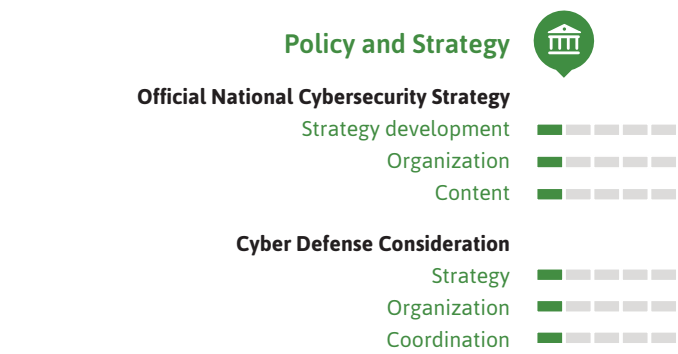 Policy and Strategy
Official National Cybersecurity Strategy
Strategy development
Organization
Content
Cyber Defense Consideration
Strategy
Organization
Coordination